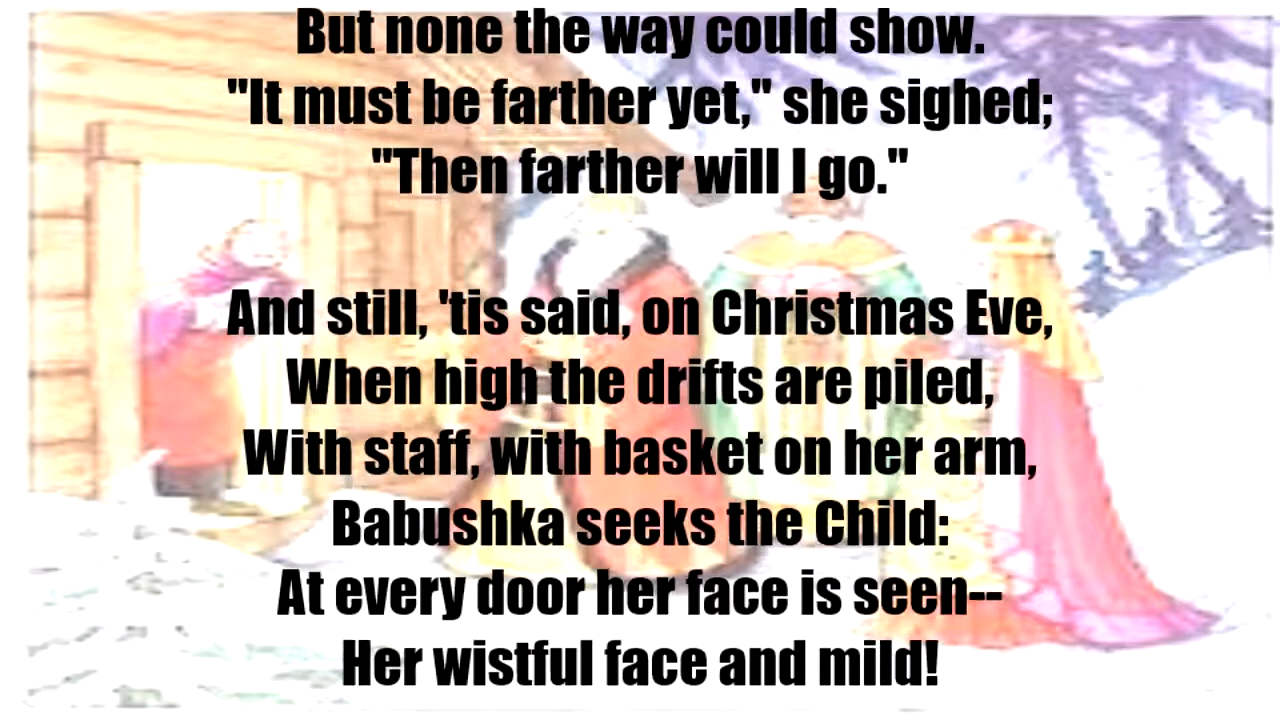 But none the way could show.
"It must be farther yet," she sighed;
"Then farther will I go."
And still, 'tis said, on Christmas Eve,
When high the drifts are piled,
With staff, with basket on her arm,
Babushka seeks the Child:
At every door her face is seen--
Her wistful face and mild!